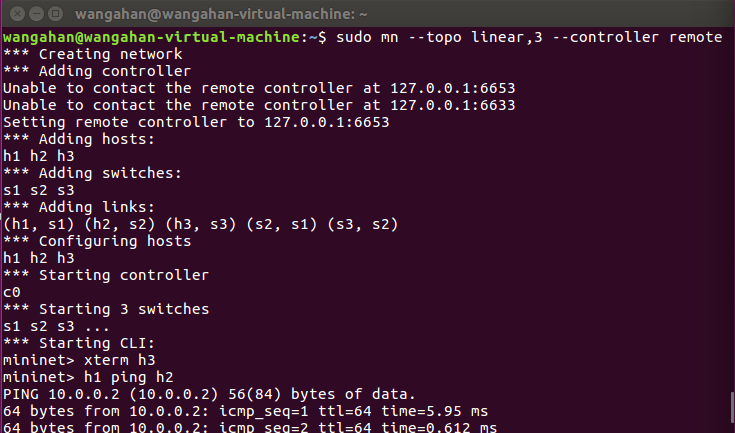 wangahan@wangahan-virtual-machine: ~
wangahan@wangahan-virtual-machine:~$ sudo mn --topo linear,3 --controller remote
*** Creating network
*** Adding controller
Unable to contact the remote controller at 127.0.0.1:6653
Unable to contact the remote controller at 127.0.0.1:6633
Setting remote controller to 127.0.0.1:6653
*** Adding hosts:
h1 h2 h3
*** Adding switches:
s1 s2 s3
*** Adding links:
(h1, s1) (h2, s2) (h3, s3) (s2, s1) (s3, s2)
*** Configuring hosts
h1 h2 h3
*** Starting controller
c0
*** Starting 3 switches
s1 s2 s3 ...
*** Starting CLI:
mininet> xterm h3
mininet> h1 ping h2
PING 10.0.0.2 (10.0.0.2) 56(84) bytes of data.
64 bytes from 10.0.0.2: icmp_seq=1 ttl=64 time=5.95 ms
64 bytes from 10.0.0.2: icmp_seq=2 ttl=64 time=0.612 ms